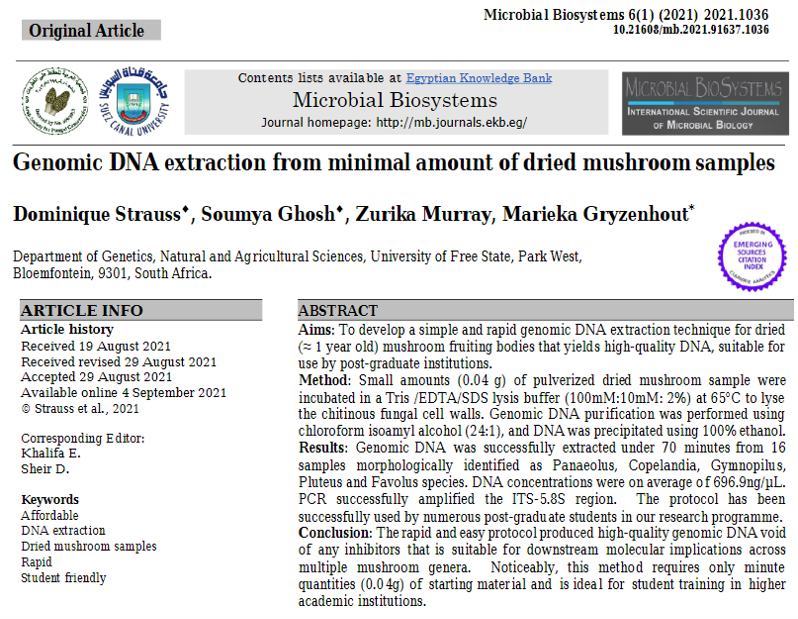 Original Article
Microbial Biosystems 6(1) (2021) 2021.1036
10.21608/mb.2021.91637.1036
جامعة قناة السويس
SUEZ CANAL UNIVERSITY
Contents lists available at Egyptian Knowledge Bank
Microbial Biosystems
Journal homepage: http://mb.journals.ekb.eg/
MICROBIAL BIOSYSTEMS
INTERNATIONAL SCIENTIFIC JOURNAL
OF MICROBIAL BIOLOGY
Genomic DNA extraction from minimal amount of dried mushroom samples
Dominique Strauss♦, Soumya Ghosh♦, Zurika Murray, Marieka Gryzenhout*
Department of Genetics, Natural and Agricultural Sciences, University of Free State, Park West,
Bloemfontein, 9301, South Africa.
EMERGING
SOURCES
CITATION
INDEX
CLARIVATE ANALYTICS
ARTICLE INFO
Article history
Received 19 August 2021
Received revised 29 August 2021
Accepted 29 August 2021
Available online 4 September 2021
© Strauss et al., 2021
Corresponding Editor:
Khalifa E.
Sheir D.
Keywords
Affordable
DNA extraction
Dried mushroom samples
Rapid
Student friendly
ABSTRACT
Aims: To develop a simple and rapid genomic DNA extraction technique for dried
(≈ 1 year old) mushroom fruiting bodies that yields high-quality DNA, suitable for
use by post-graduate institutions.
Method: Small amounts (0.04 g) of pulverized dried mushroom sample were
incubated in a Tris /EDTA/SDS lysis buffer (100mM:10mM: 2%) at 65°C to lyse
the chitinous fungal cell walls. Genomic DNA purification was performed using
chloroform isoamyl alcohol (24:1), and DNA was precipitated using 100% ethanol.
Results: Genomic DNA was successfully extracted under 70 minutes from 16
samples morphologically identified as Panaeolus, Copelandia, Gymnopilus,
Pluteus and Favolus species. DNA concentrations were on average of 696.9ng/µL.
PCR successfully amplified the ITS-5.8S region. The protocol has been
successfully used by numerous post-graduate students in our research programme.
Conclusion: The rapid and easy protocol produced high-quality genomic DNA void
of any inhibitors that is suitable for downstream molecular implications across
multiple mushroom genera. Noticeably, this method requires only minute
quantities (0.04g) of starting material and is ideal for student training in higher
academic institutions.